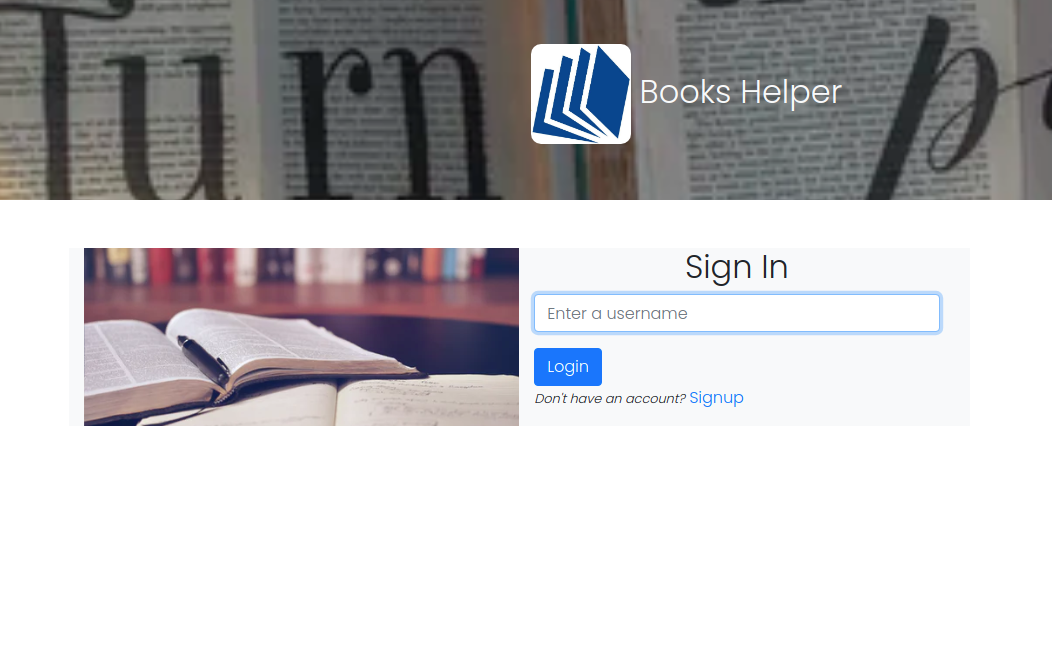 Turn p
Books Helper
Sign In
Enter a username
Login
Don't have an account? Signup